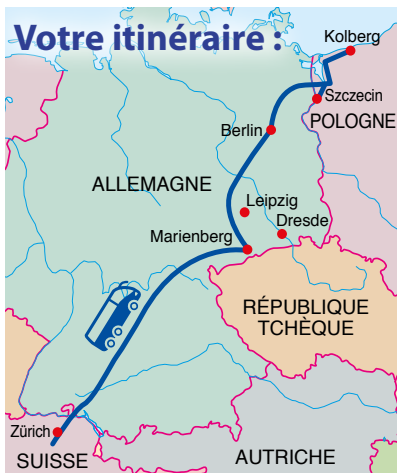 Votre itinéraire :
Kolberg
Szczecin
POLOGNE
Berlin
ALLEMAGNE
Leipzig
Dresde
Marienberg
RÉPUBLIQUE
TCHÈQUE
Zürich
SUISSE
AUTRICHE